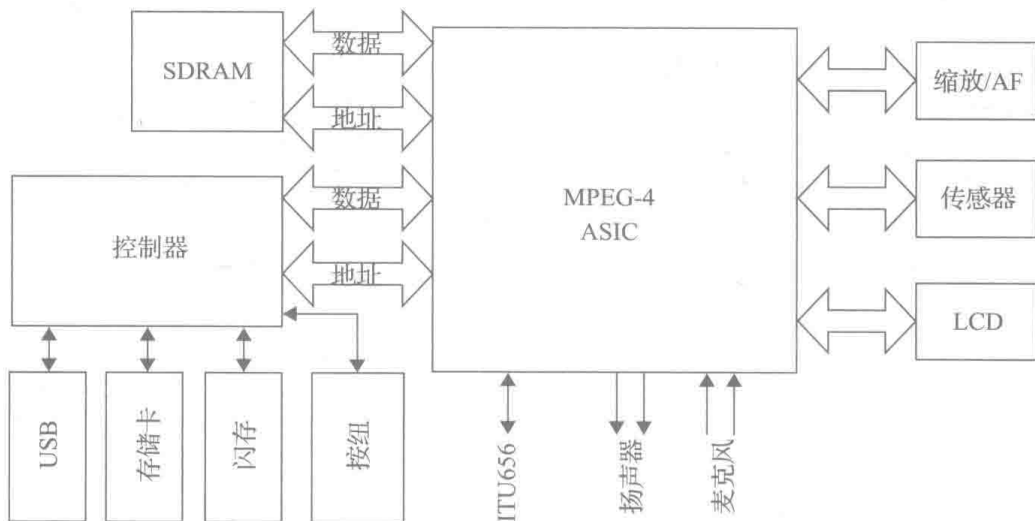 SDRAM
数据
地址
控制器
数据
地址
MPEG-4
ASIC
缩放/AF
传感器
LCD
USB
存储卡
闪存
按纽
ITU656
扬声器
麦克风